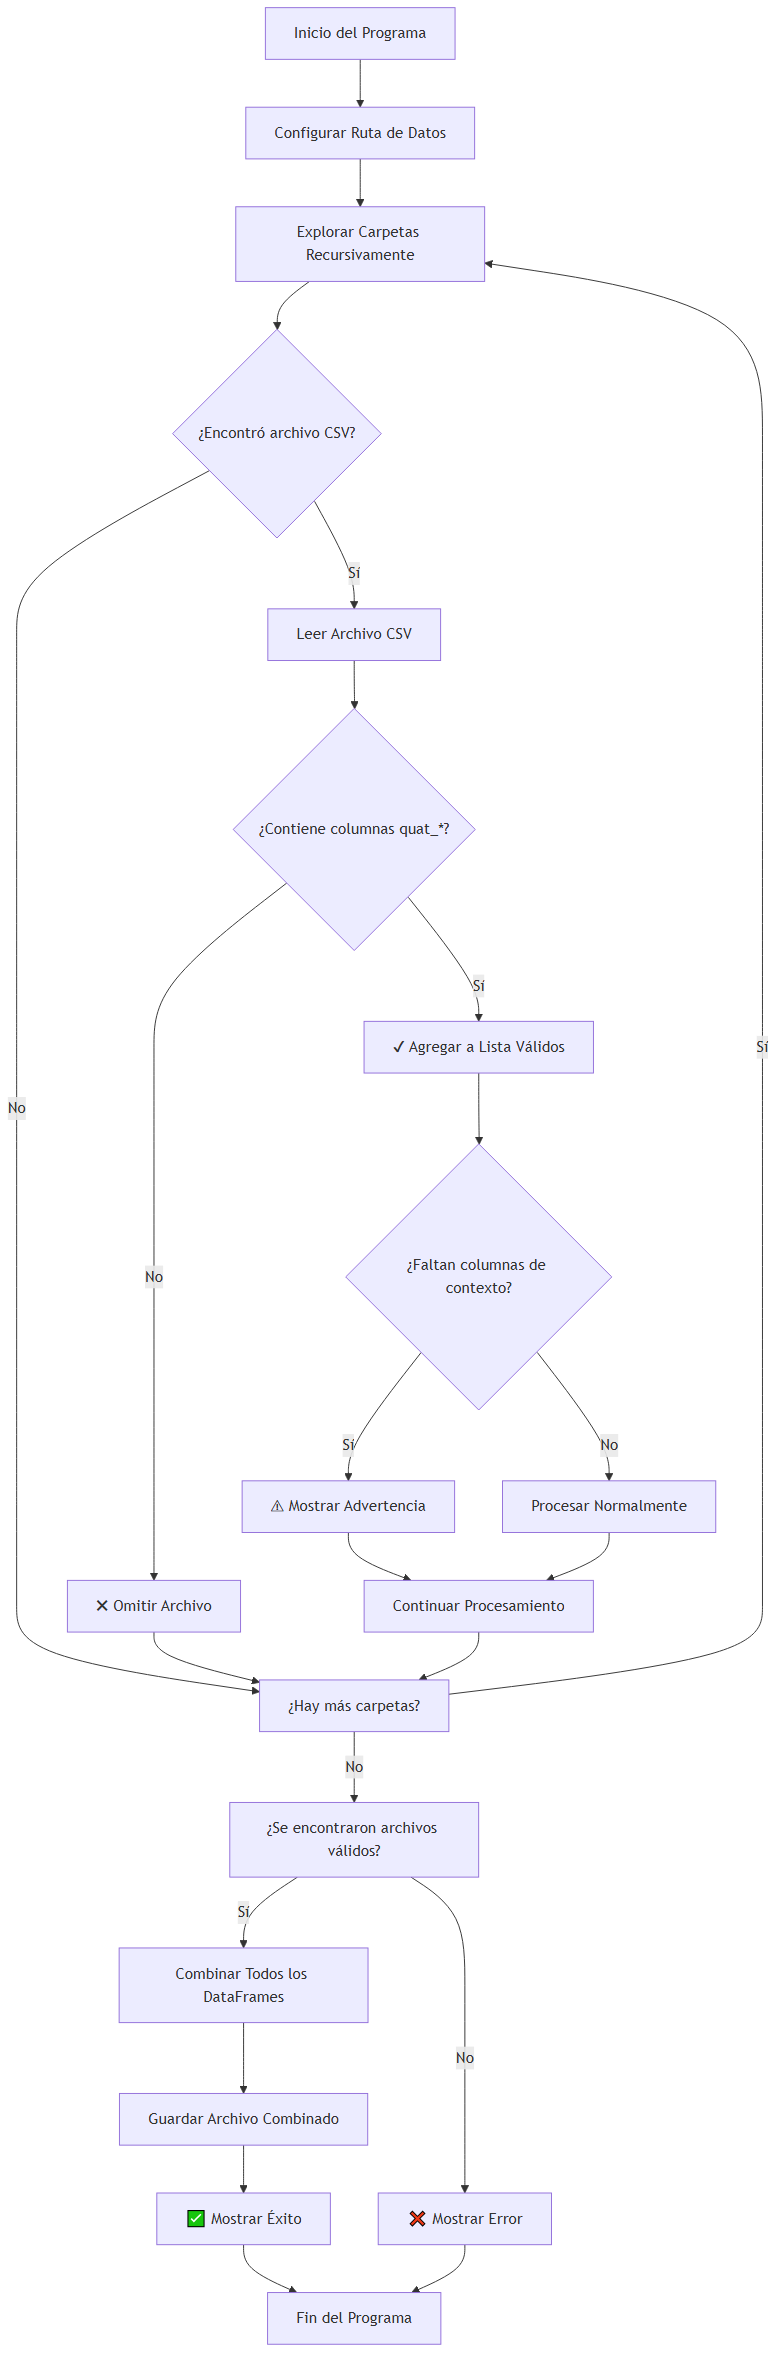 Inicio del Programa
Configurar Ruta de Datos
Explorar Carpetas
Recursivamente
¿Encontró archivo CSV?
Sí
Leer Archivo CSV
¿Contiene columnas quat_*?
Sí
✓ Agregar a Lista Válidos
Sí
No
¿Faltan columnas de
contexto?
No
Sí
No
⚠ Mostrar Advertencia
Procesar Normalmente
❌ Omitir Archivo
Continuar Procesamiento
¿Hay más carpetas?
No
¿Se encontraron archivos
válidos?
Sí
Combinar Todos los
DataFrames
No
Guardar Archivo Combinado
✅ Mostrar Éxito
❌ Mostrar Error
Fin del Programa